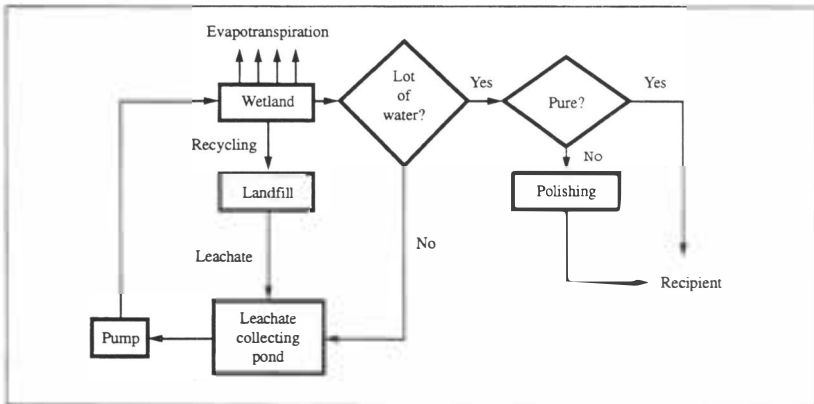 Evapotranspiration
Lot
of
water?
Yes
Pure?
Yes
Wetland
Recycling
No
Landfill
Polishing
Leachate
No
Recipient
Leachate
collecting
pond
Pump